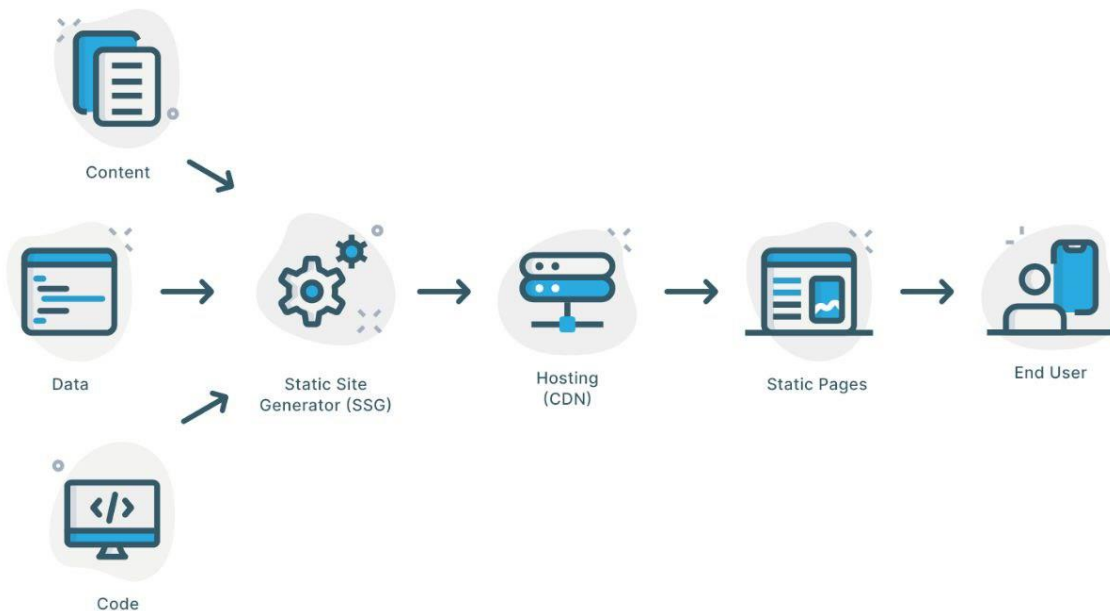 Content
Data
Static Site
Generator (SSG)
Hosting
(CDN)
Static Pages
End User
</>
Code